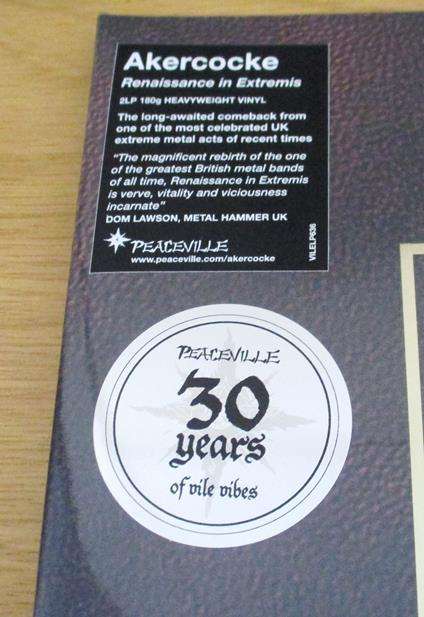 Akercocke
Renaissance in Extremis
2LP 180g HEAVYWEIGHT VINYL
The long-awaited comeback from
one of the most celebrated UK
extreme metal acts of recent times
"The magnificent rebirth of the one
of the greatest British metal bands
of all time, Renaissance in Extremis
is verve, vitality and viciousness
incarnate"
DOM LAWSON, METAL HAMMER UK
PEACEVILLE
www.peaceville.com/akercocke
VILELP636
PEACEVILLE
30
years
of vile vibes